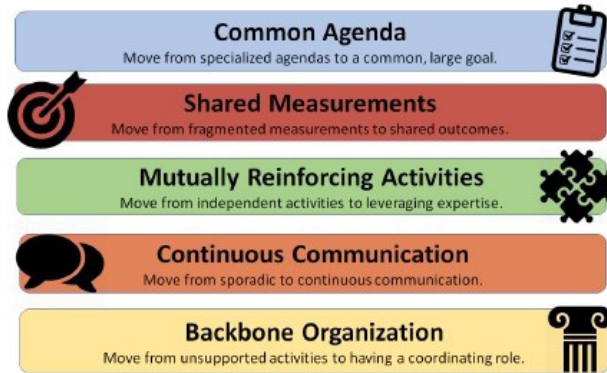 Common Agenda
Move from specialized agendas to a common, large goal.
Shared Measurements
Move from fragmented measurements to shared outcomes.
Mutually Reinforcing Activities
Move from independent activities to leveraging expertise.
Continuous Communication
Move from sporadic to continuous communication.
Backbone Organization
Move from unsupported activities to having a coordinating role.